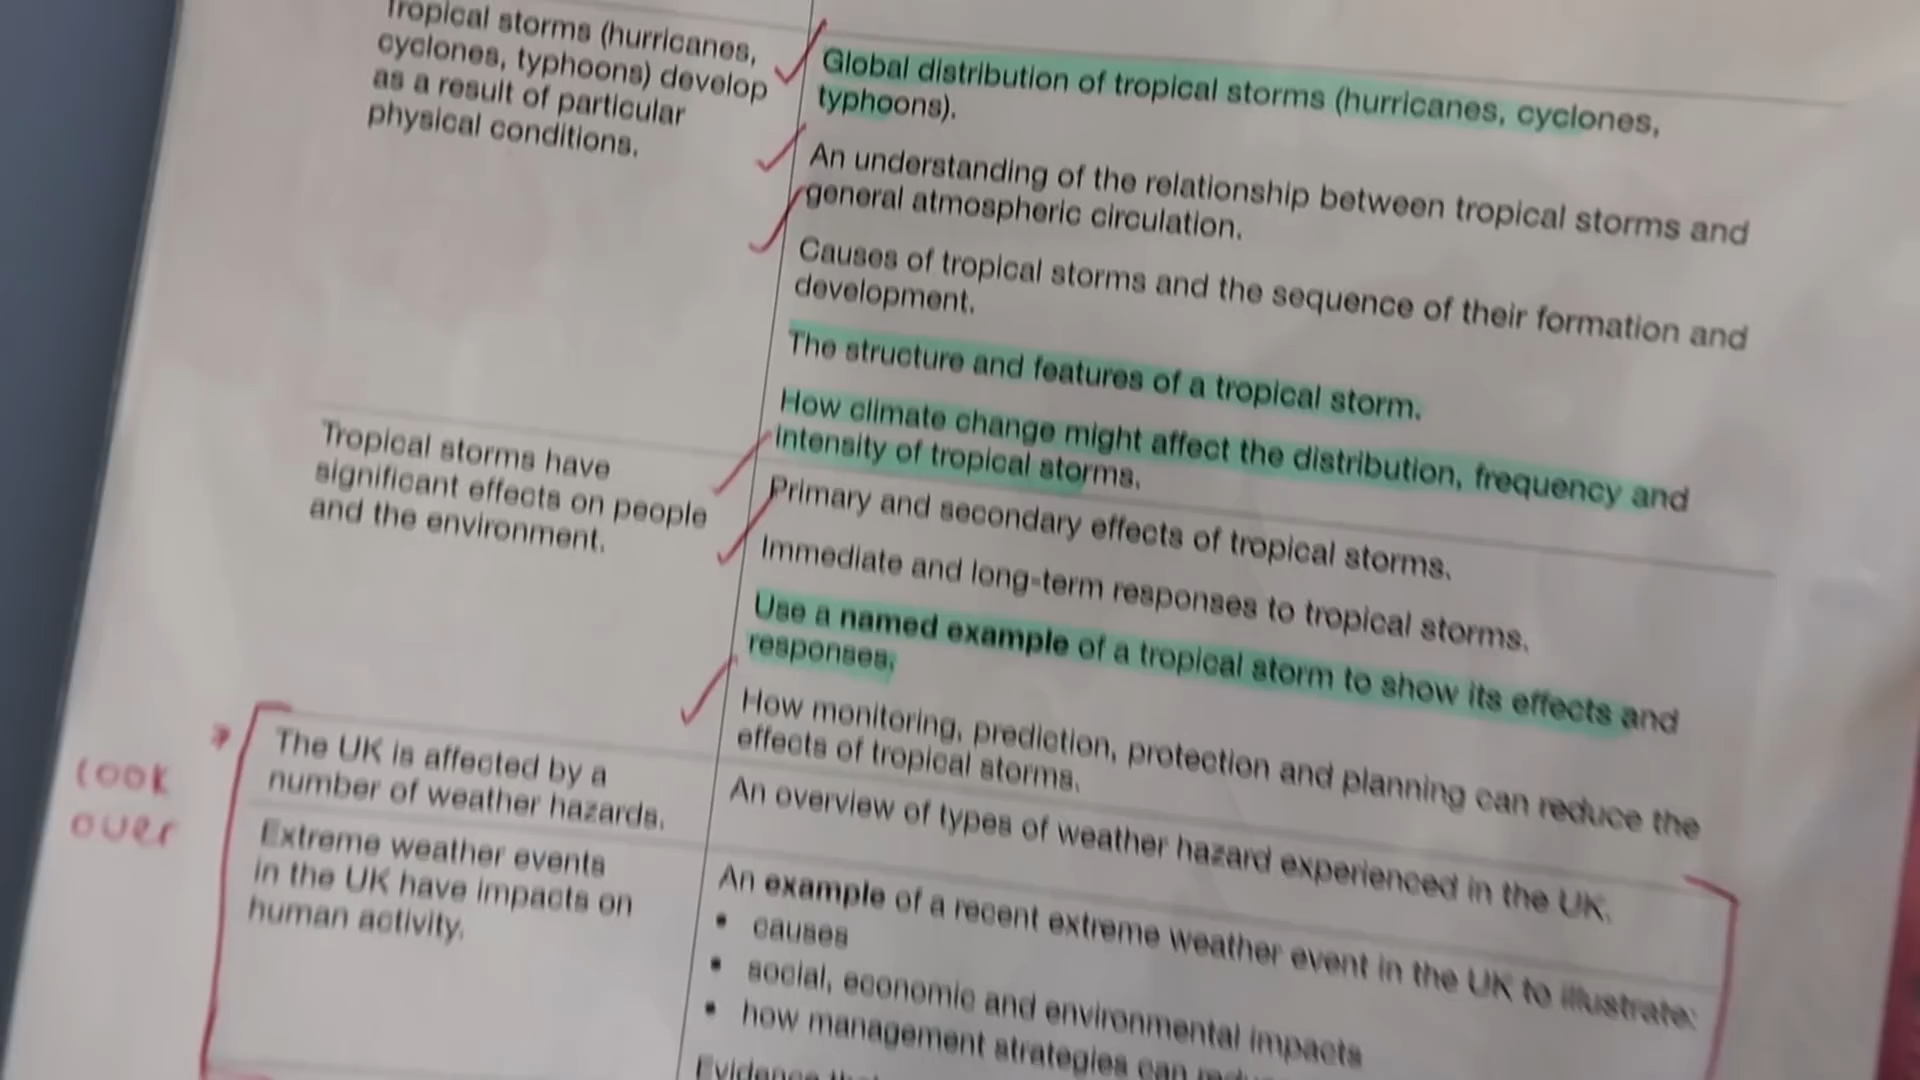 Tropical storms (hurricanes,
cyclones, typhoons) develop
as a result of particular
physical conditions.
Global distribution of tropical storms (hurricanes, cyclones,
typhoons).
An understanding of the relationship between tropical storms and
general atmospheric circulation.
Causes of tropical storms and the sequence of their formation and
development.
The structure and features of a tropical storm.
How climate change might affect the distribution, frequency and
intensity of tropical storms.
Tropical storms have
significant effects on people
and the environment.
Primary and secondary effects of tropical storms.
Immediate and long-term responses to tropical storms.
Use a named example of a tropical storm to show its effects and
responses.
How monitoring, prediction, protection and planning can reduce the
effects of tropical storms.
look
over
The UK is affected by a
number of weather hazards.
An overview of types of weather hazard experienced in the UK.
Extreme weather events
in the UK have impacts on
human activity.
An example of a recent extreme weather event in the UK to illustrate:
• causes
• social, economic and environmental impacts
• how management strategies can
Evidence